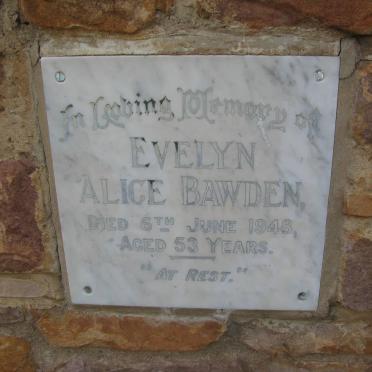 In Loving Memory of
EVELYN
ALICE BAWDEN,
DIED 6TH JUNE 1948,
AGED 53 YEARS.
"AT REST."